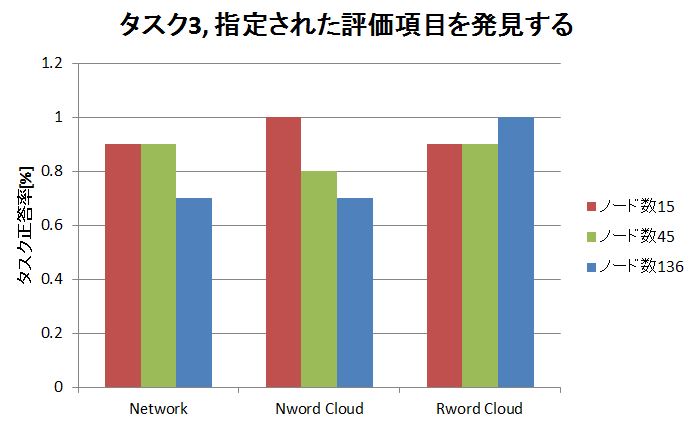 タスク3, 指定された評価項目を発見する
タスク正答率[%]
1.2
1
0.8
0.6
0.4
0.2
0
Network
Nword Cloud
Rword Cloud
ノード数15
ノード数45
ノード数136